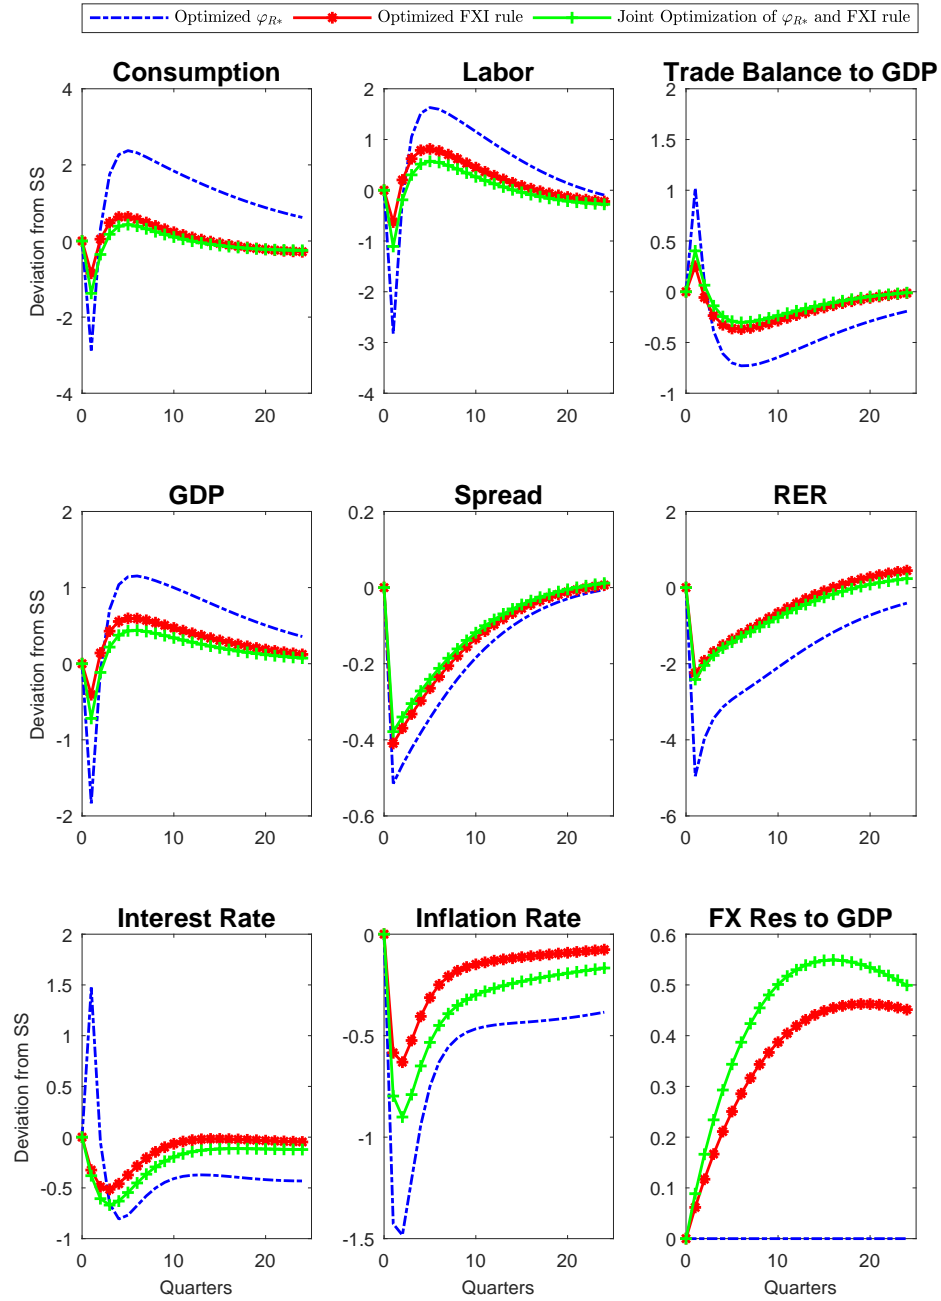 Optimized φ_R* Optimized FXI rule Joint Optimization of φ_R* and FXI rule
Consumption Labor Trade Balance to GDP
Deviation from SS
4
2
0
-2
-4
0 10 20
2
1
0
-1
-2
-3
-4
0 10 20
2
1.5
1
0.5
0
-0.5
-1
0 10 20
GDP Spread RER
Deviation from SS
2
1
0
-1
-2
0 10 20
0.2
0
-0.2
-0.4
-0.6
0 10 20
2
0
-2
-4
-6
0 10 20
Interest Rate Inflation Rate FX Res to GDP
Deviation from SS
2
1.5
1
0.5
0
-0.5
-1
0 10 20
Quarters
0
-0.5
-1
-1.5
0 10 20
Quarters
0.6
0.5
0.4
0.3
0.2
0.1
0
0 10 20
Quarters